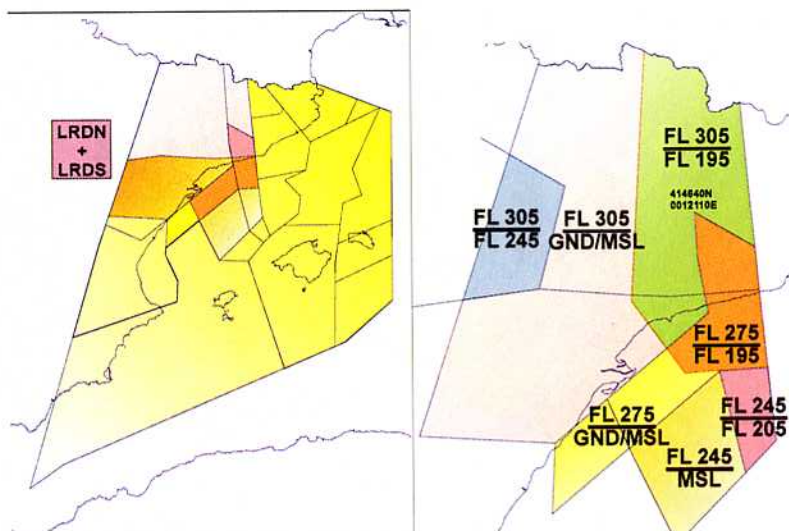 LRDN
+
LRDS
FL 305
FL 195
414640N
0012110E
FL 305
FL 245
FL 305
GND/MSL
FL 275
FL 195
FL 275
GND/MSL
FL 245
FL 205
FL 245
MSL